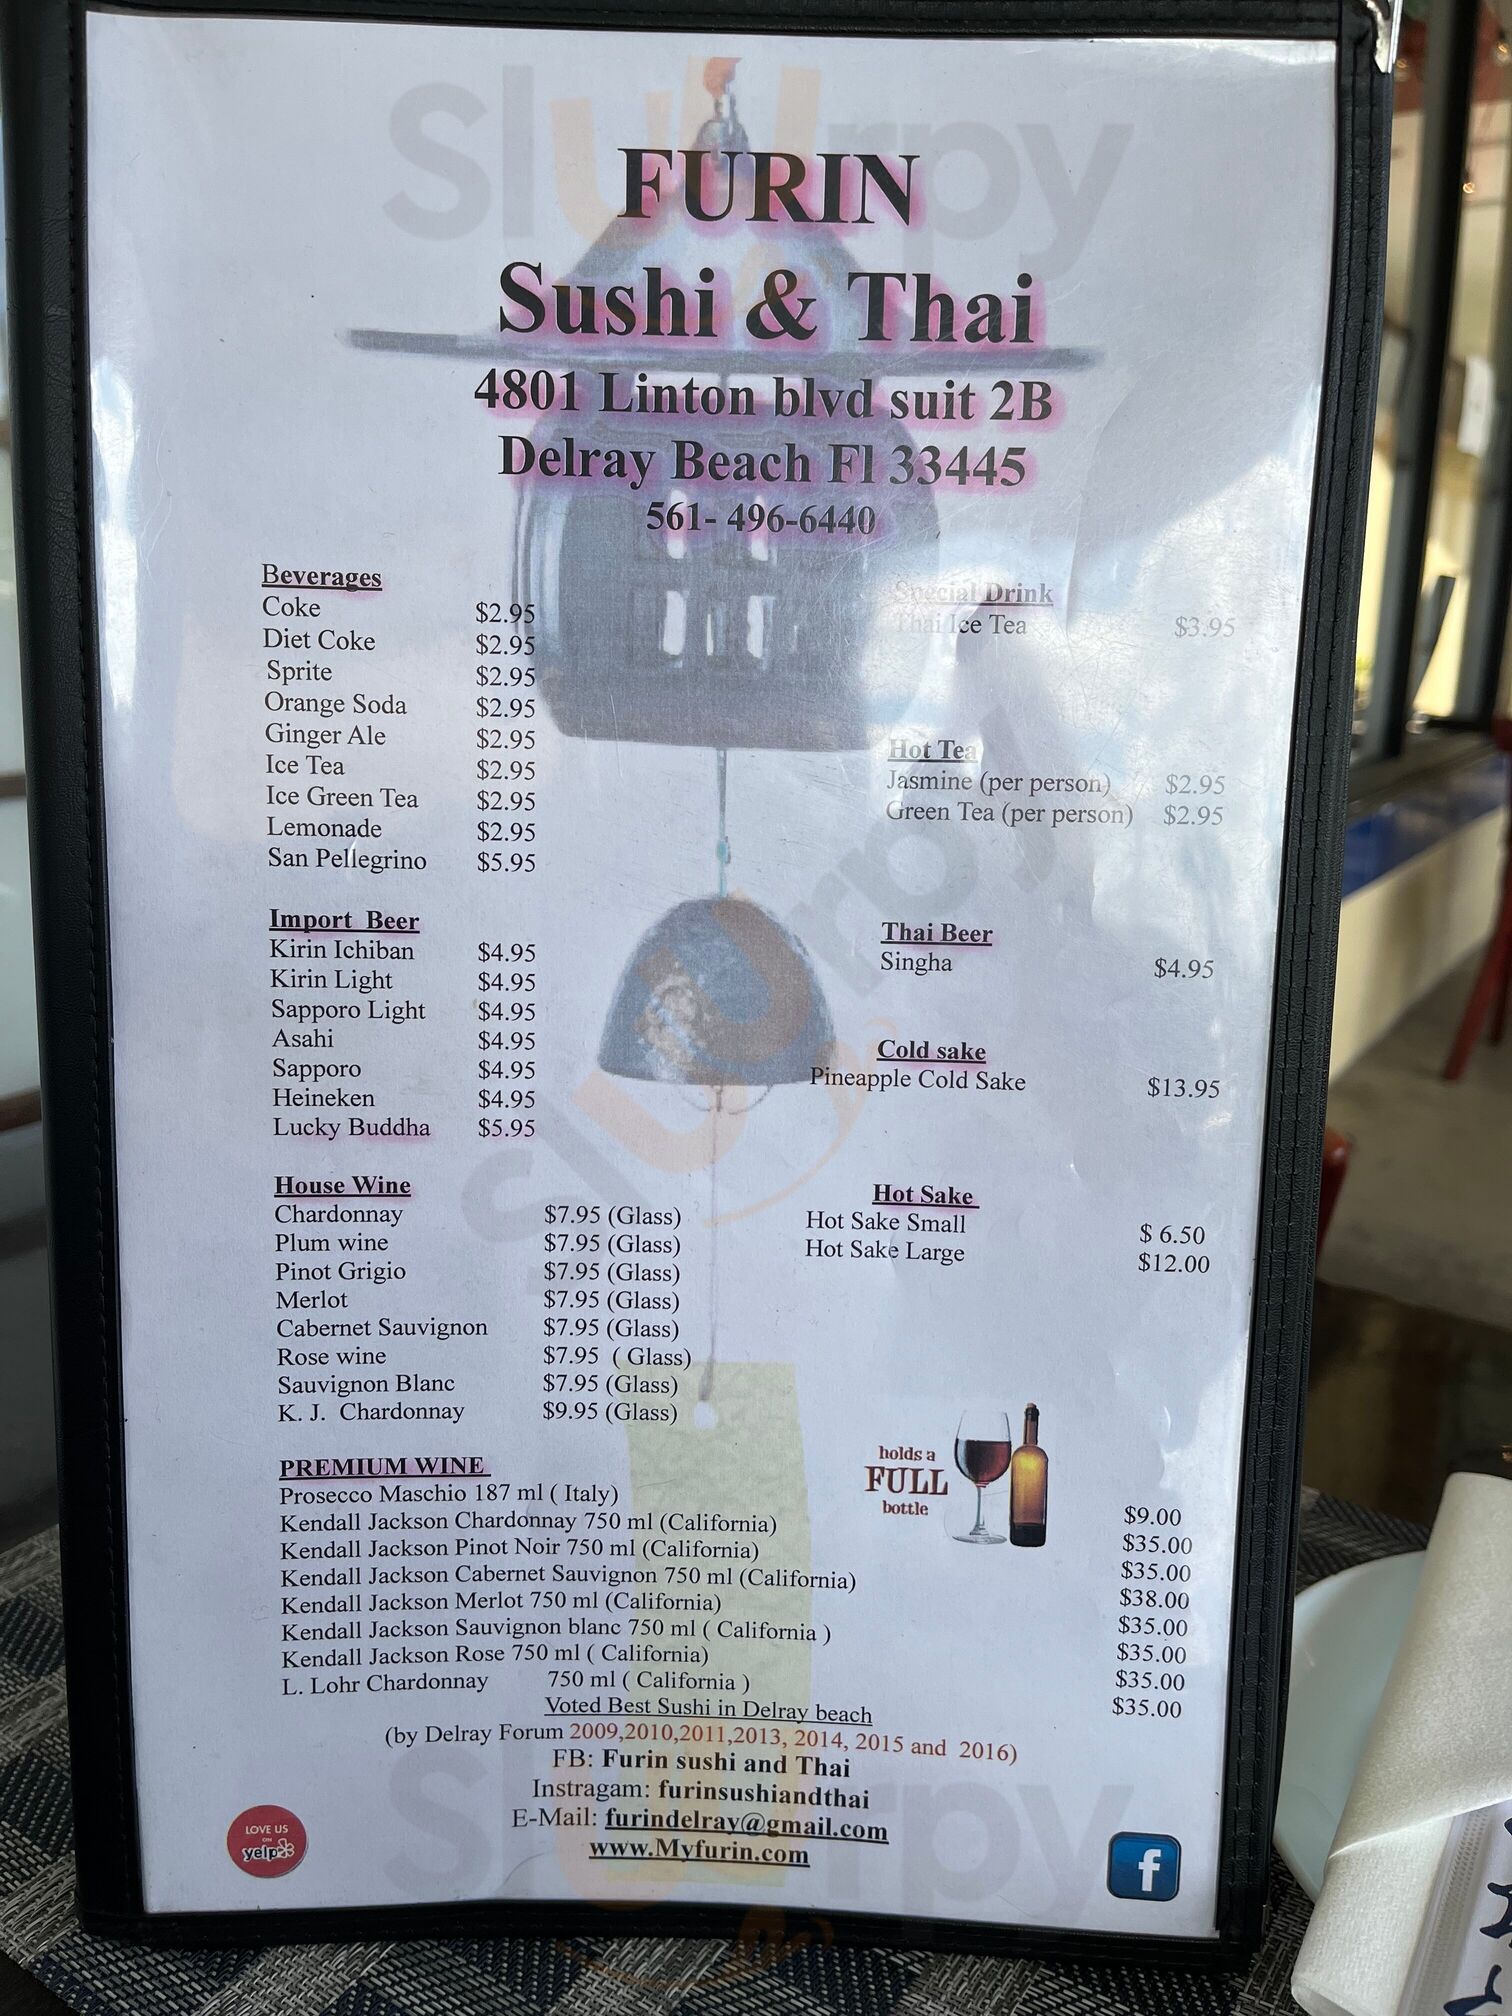 FURIN
Sushi & Thai
4801 Linton blvd suit 2B
Delray Beach Fl 33445
561- 496-6440
Beverages
Coke $2.95
Diet Coke $2.95
Sprite $2.95
Orange Soda $2.95
Ginger Ale $2.95
Ice Tea $2.95
Ice Green Tea $2.95
Lemonade $2.95
San Pellegrino $5.95
Special Drink
Thai Ice Tea $3.95
Hot Tea
Jasmine (per person) $2.95
Green Tea (per person) $2.95
Import Beer
Kirin Ichiban $4.95
Kirin Light $4.95
Sapporo Light $4.95
Asahi $4.95
Sapporo $4.95
Heineken $4.95
Lucky Buddha $5.95
Thai Beer
Singha $4.95
Cold sake
Pineapple Cold Sake $13.95
House Wine
Chardonnay $7.95 (Glass)
Plum wine $7.95 (Glass)
Pinot Grigio $7.95 (Glass)
Merlot $7.95 (Glass)
Cabernet Sauvignon $7.95 (Glass)
Rose wine $7.95 ( Glass)
Sauvignon Blanc $7.95 (Glass)
K. J. Chardonnay $9.95 (Glass)
Hot Sake
Hot Sake Small $ 6.50
Hot Sake Large $12.00
holds a
FULL
bottle
PREMIUM WINE
Prosecco Maschio 187 ml ( Italy) $9.00
Kendall Jackson Chardonnay 750 ml (California) $35.00
Kendall Jackson Pinot Noir 750 ml (California) $35.00
Kendall Jackson Cabernet Sauvignon 750 ml (California) $38.00
Kendall Jackson Merlot 750 ml (California) $35.00
Kendall Jackson Sauvignon blanc 750 ml ( California ) $35.00
Kendall Jackson Rose 750 ml ( California) $35.00
L. Lohr Chardonnay 750 ml ( California ) $35.00
Voted Best Sushi in Delray beach
(by Delray Forum 2009,2010,2011,2013, 2014, 2015 and 2016)
FB: Furin sushi and Thai
Instragam: furinsushiandthai
E-Mail: furindelray@gmail.com
www.Myfurin.com
LOVE US
ON
yelp
f
Slurpy
Slurpy
Slurpy